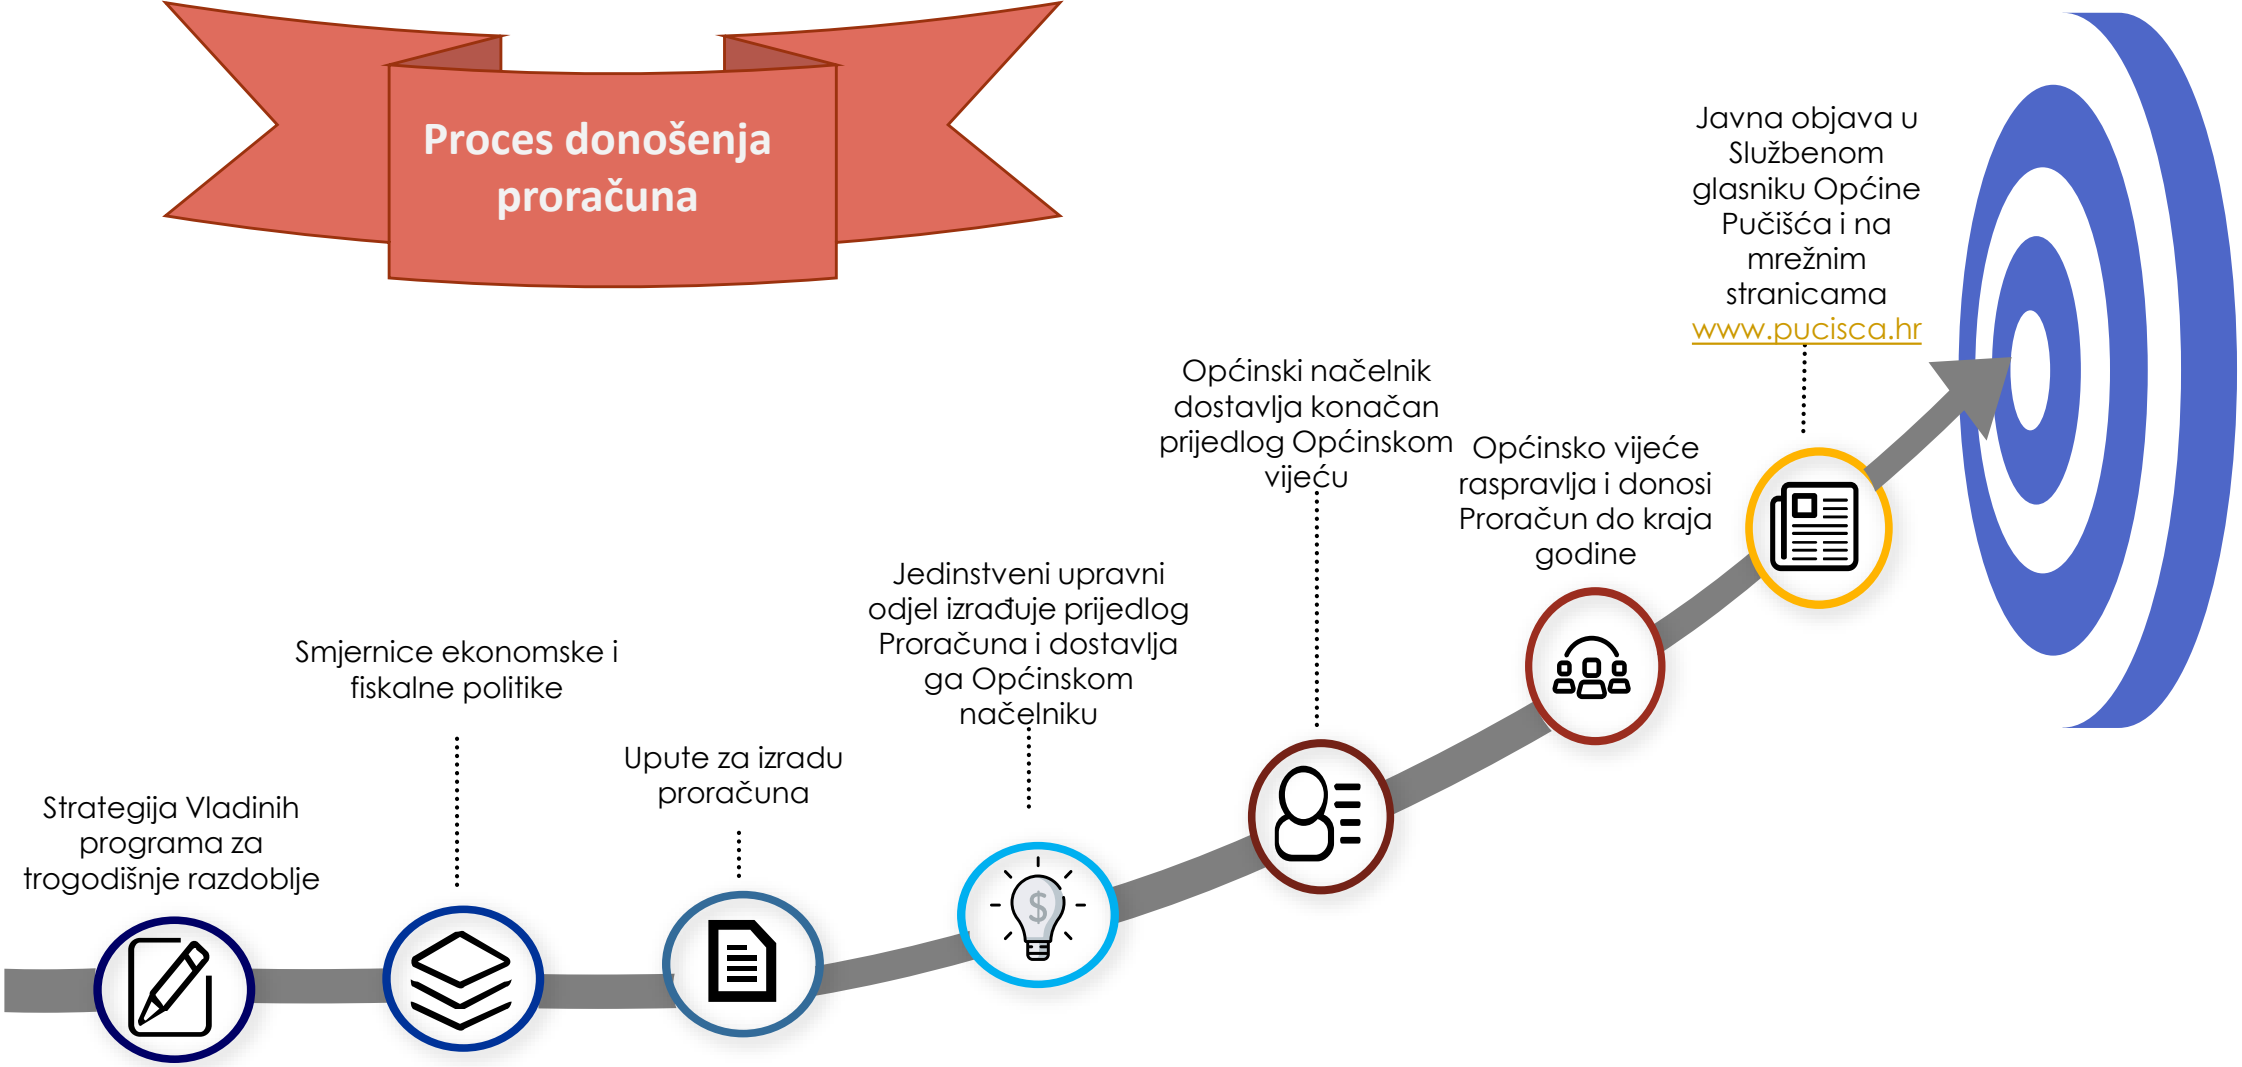 Proces donošenja
proračuna
Strategija Vladinih
programa za
trogodišnje razdoblje
Smjernice ekonomske i
fiskalne politike
Upute za izradu
proračuna
Jedinstveni upravni
odjel izrađuje prijedlog
Proračuna i dostavlja
ga Općinskom
načelniku
$
Općinski načelnik
dostavlja konačan
prijedlog Općinskom
vijeću
Općinsko vijeće
raspravlja i donosi
Proračun do kraja
godine
Javna objava u
Službenom
glasniku Općine
Pučišća i na
mrežnim
stranicama
www.pucisca.hr